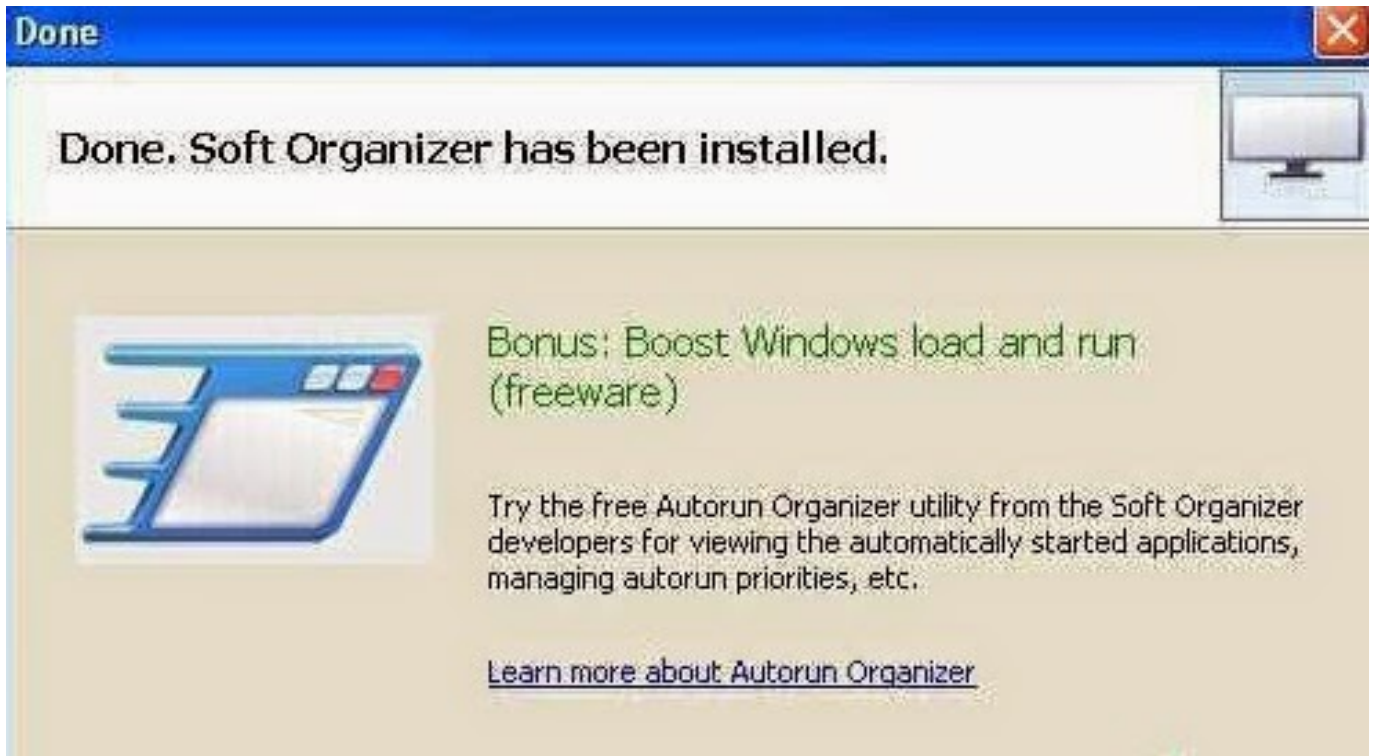 Done
Done. Soft Organizer has been installed.
Bonus: Boost Windows load and run
(freeware)
Try the free Autorun Organizer utility from the Soft Organizer
developers for viewing the automatically started applications,
managing autorun priorities, etc.
Learn more about Autorun Organizer